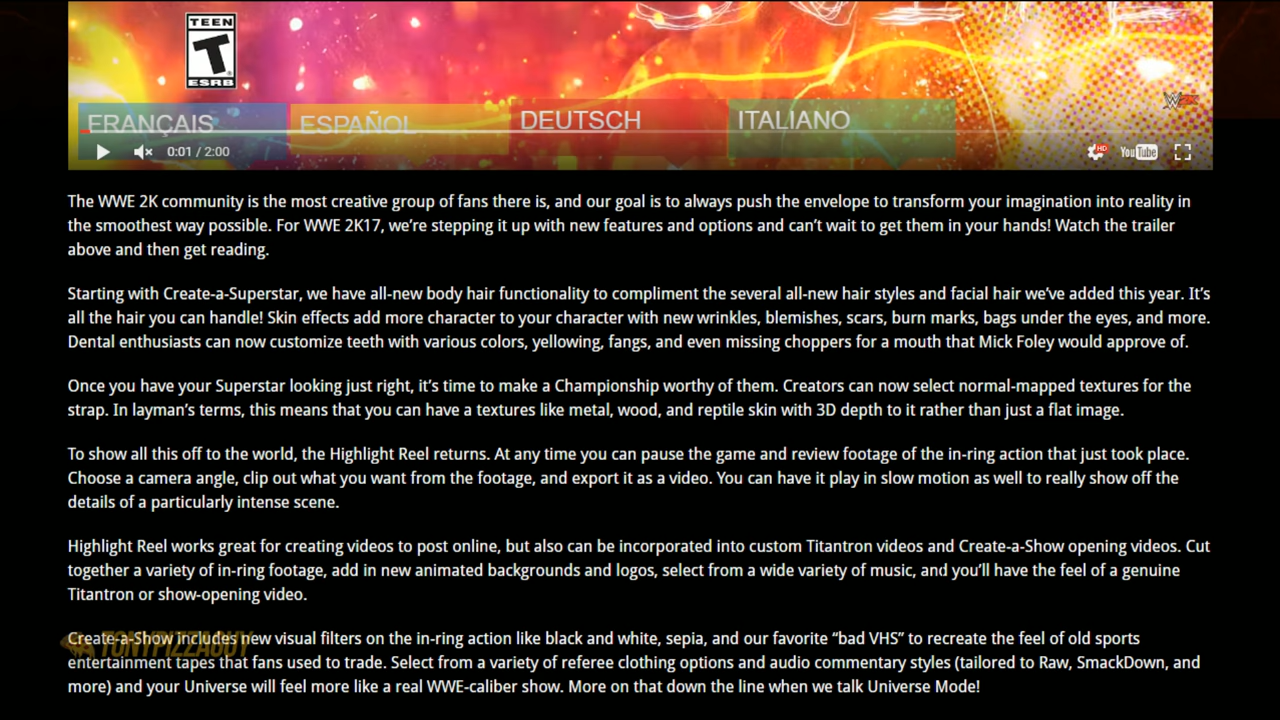 TEEN
T
ESRB
FRANÇAIS ESPAÑOL DEUTSCH ITALIANO
W2K
0:01 / 2:00 HD YouTube
The WWE 2K community is the most creative group of fans there is, and our goal is to always push the envelope to transform your imagination into reality in
the smoothest way possible. For WWE 2K17, we’re stepping it up with new features and options and can’t wait to get them in your hands! Watch the trailer
above and then get reading.
Starting with Create-a-Superstar, we have all-new body hair functionality to compliment the several all-new hair styles and facial hair we’ve added this year. It’s
all the hair you can handle! Skin effects add more character to your character with new wrinkles, blemishes, scars, burn marks, bags under the eyes, and more.
Dental enthusiasts can now customize teeth with various colors, yellowing, fangs, and even missing choppers for a mouth that Mick Foley would approve of.
Once you have your Superstar looking just right, it’s time to make a Championship worthy of them. Creators can now select normal-mapped textures for the
strap. In layman’s terms, this means that you can have a textures like metal, wood, and reptile skin with 3D depth to it rather than just a flat image.
To show all this off to the world, the Highlight Reel returns. At any time you can pause the game and review footage of the in-ring action that just took place.
Choose a camera angle, clip out what you want from the footage, and export it as a video. You can have it play in slow motion as well to really show off the
details of a particularly intense scene.
Highlight Reel works great for creating videos to post online, but also can be incorporated into custom Titantron videos and Create-a-Show opening videos. Cut
together a variety of in-ring footage, add in new animated backgrounds and logos, select from a wide variety of music, and you’ll have the feel of a genuine
Titantron or show-opening video.
Create-a-Show includes new visual filters on the in-ring action like black and white, sepia, and our favorite “bad VHS” to recreate the feel of old sports
TONYPIZZAGUY
entertainment tapes that fans used to trade. Select from a variety of referee clothing options and audio commentary styles (tailored to Raw, SmackDown, and
more) and your Universe will feel more like a real WWE-caliber show. More on that down the line when we talk Universe Mode!